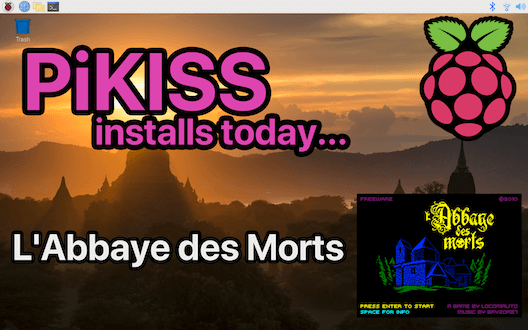 Trash
PiKISS
installs today...
L'Abbaye des Morts
FREEWARE ©2010
L'Abbaye
des
morts
PRESS ENTER TO START
SPACE FOR INFO
A GAME BY LOCOMALITO
MUSIC BY GRYZOR87